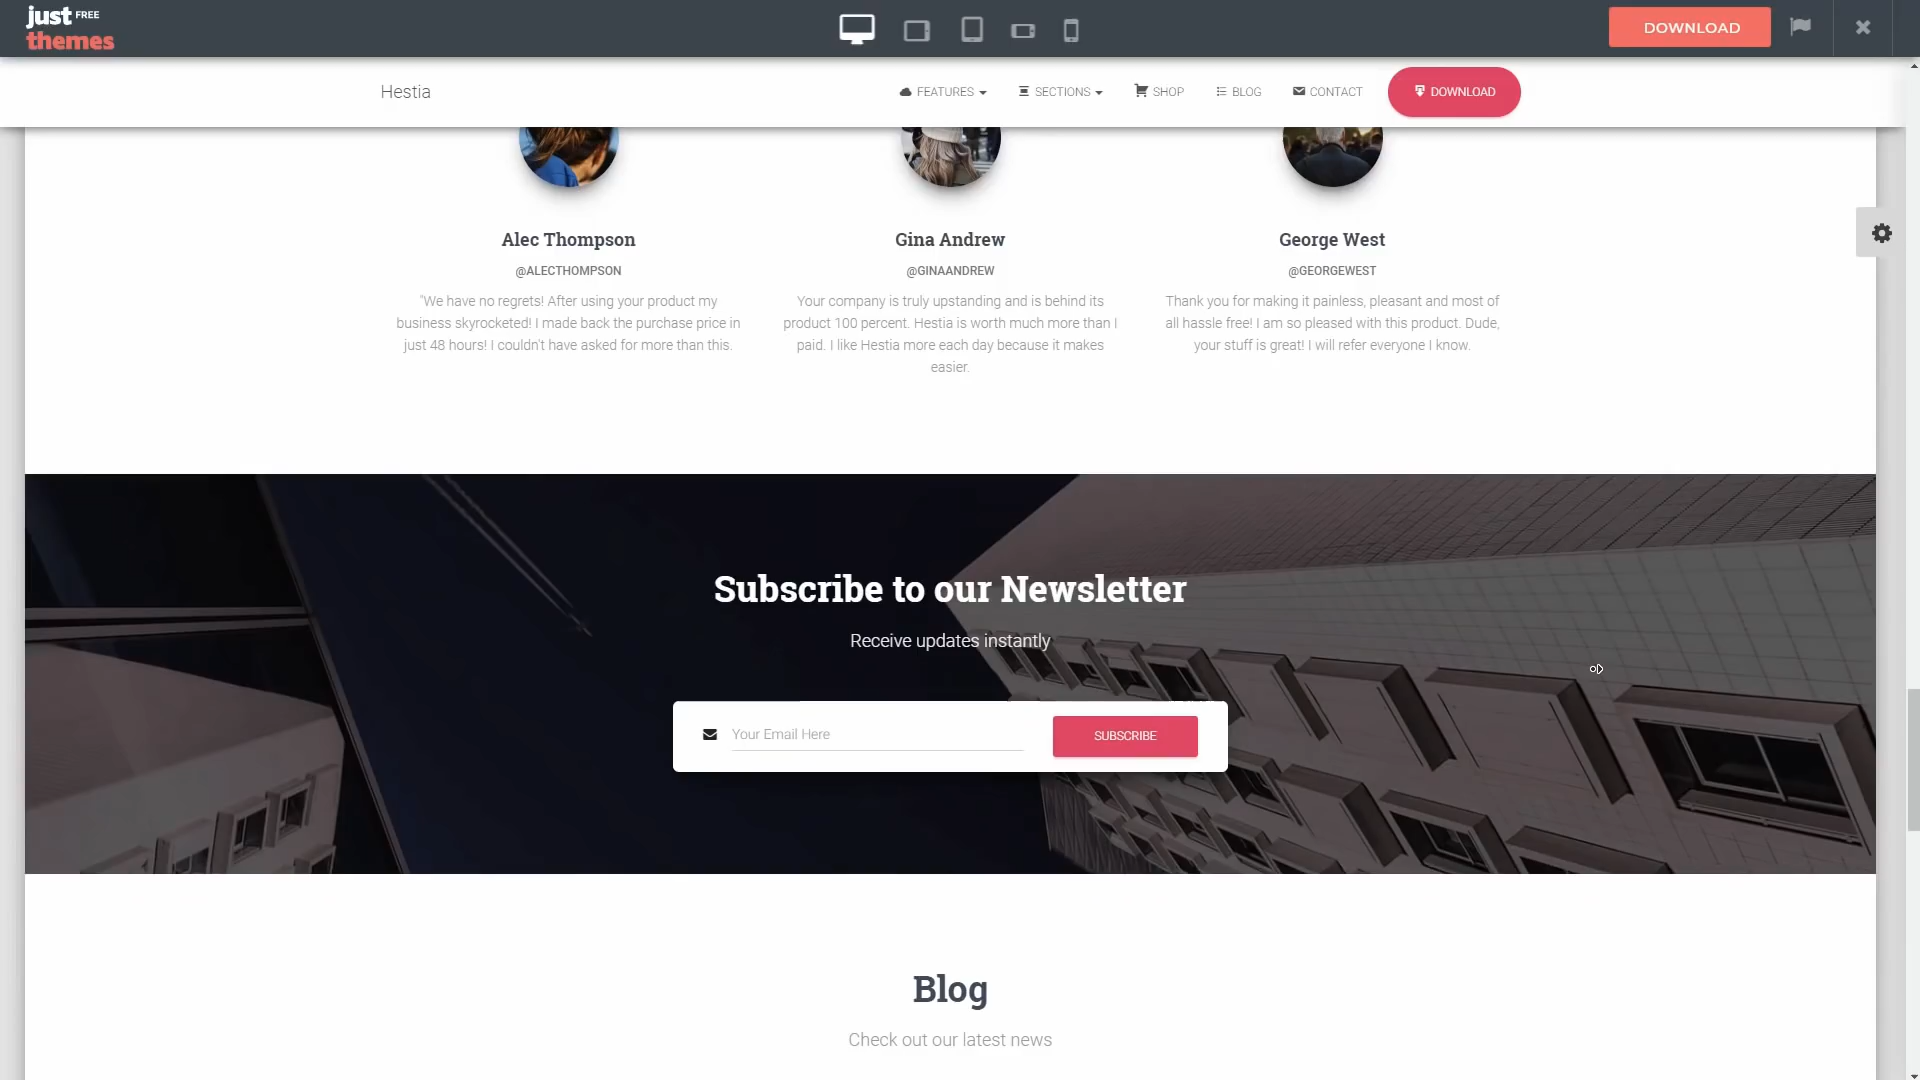 just FREE
themes
DOWNLOAD
Hestia
FEATURES
SECTIONS
SHOP
BLOG
CONTACT
DOWNLOAD
Alec Thompson
@ALECTHOMPSON
"We have no regrets! After using your product my
business skyrocketed! I made back the purchase price in
just 48 hours! I couldn't have asked for more than this.
Gina Andrew
@GINAANDREW
Your company is truly upstanding and is behind its
product 100 percent. Hestia is worth much more than I
paid. I like Hestia more each day because it makes
easier.
George West
@GEORGEWEST
Thank you for making it painless, pleasant and most of
all hassle free! I am so pleased with this product. Dude,
your stuff is great! I will refer everyone I know.
Subscribe to our Newsletter
Receive updates instantly
Your Email Here
SUBSCRIBE
Blog
Check out our latest news